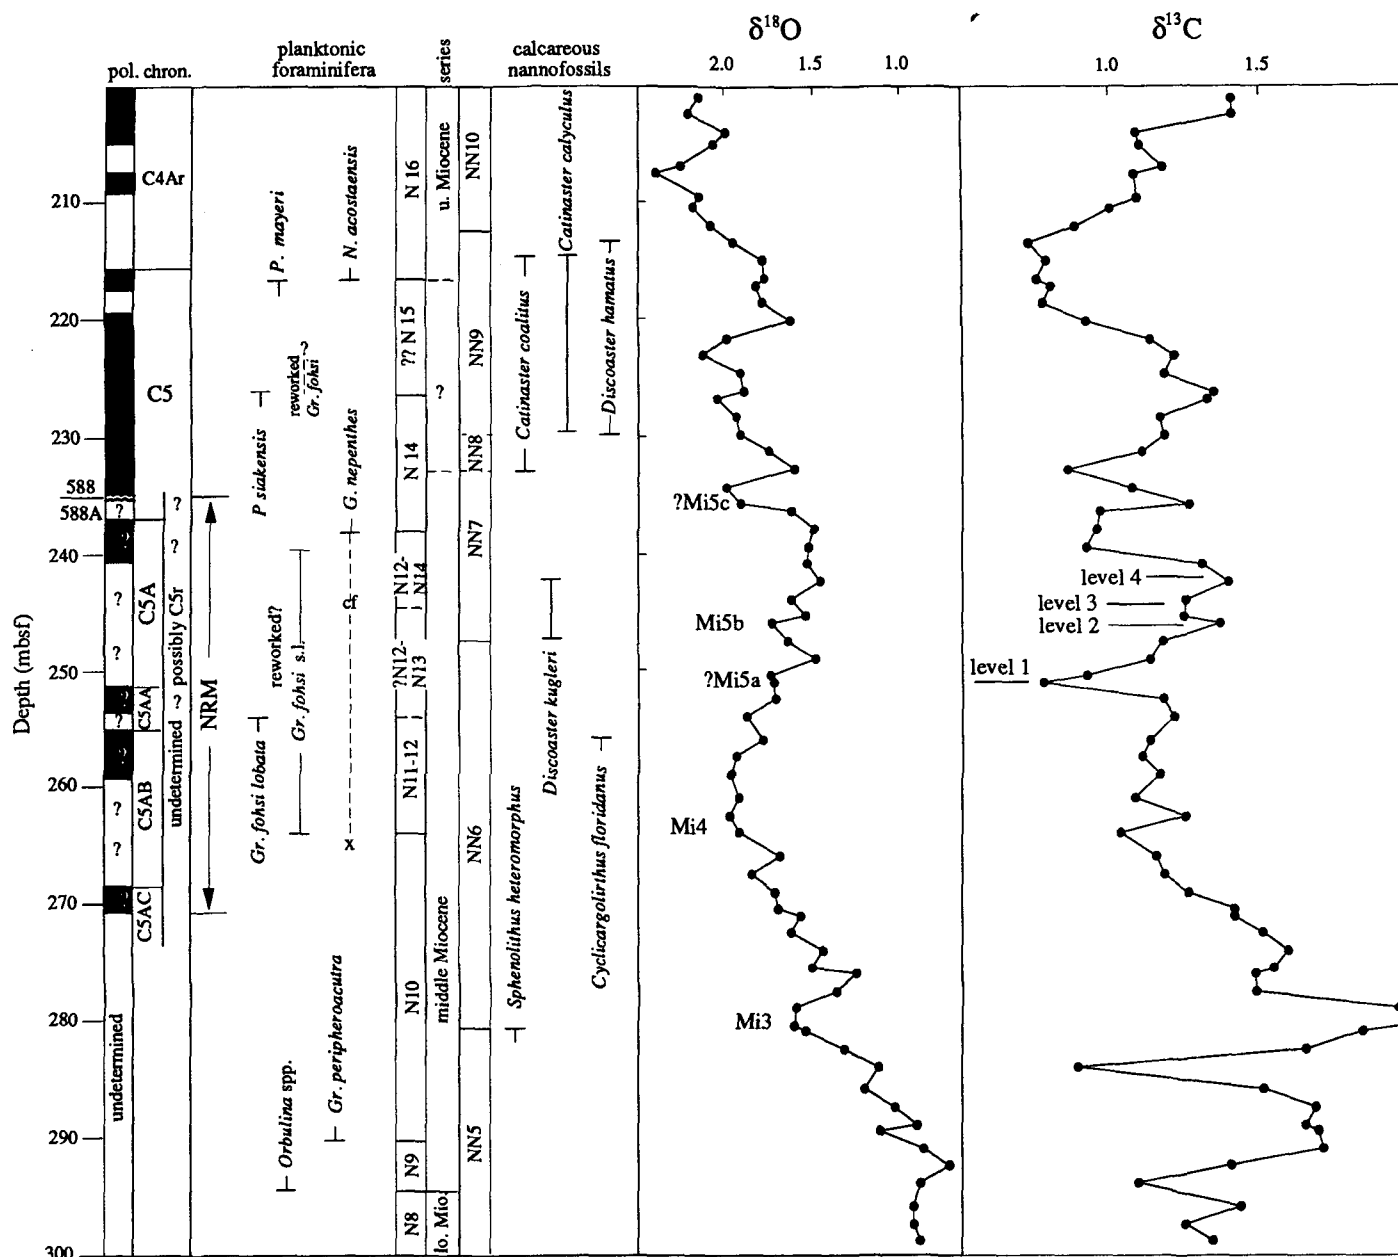 δ18O
δ13C
planktonic
foraminifera
calcareous
nannofossils
series
pol. chron.
2.0
1.5
1.0
1.0
1.5
Depth (mbsf)
210
220
230
588
588A
240
250
260
270
280
290
300
?
?
?
?
?
undetermined
C4Ar
C5
C5A
C5AA
C5AB
C5AC
?
?
undetermined ? possibly C5r
NRM
P. mayeri
N. acostaensis
reworked?
Gr. fohsi
P siakensis
G. nepenthes
cf
reworked?
Gr. fohsi s.l.
Gr. fohsi lobata
x
Gr. peripheroacutra
Orbulina spp.
N 16
?? N 15
N 14
N12-
N14
?N12-
N13
N11-12
N10
N9
N8
u. Miocene
?
middle Miocene
lo. Mio.
NN10
NN9
NN8
NN7
NN6
NN5
Catinaster calyculus
Catinaster coalitus
Discoaster hamatus
Discoaster kugleri
Sphenolithus heteromorphus
Cyclicargolirthus floridanus
?Mi5c
Mi5b
?Mi5a
Mi4
Mi3
level 4
level 3
level 2
level 1